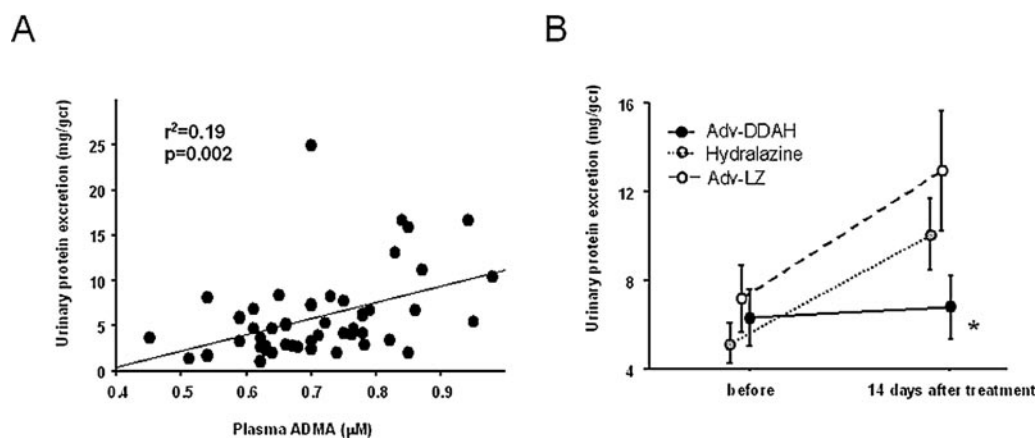 A
Urinary protein excretion (mg/gcr)
r²=0.19
p=0.002
25
20
15
10
5
0
0.4 0.5 0.6 0.7 0.8 0.9
Plasma ADMA (µM)
B
Urinary protein excretion (mg/gcr)
16
12
8
4
Adv-DDAH
Hydralazine
Adv-LZ
*
before 14 days after treatment